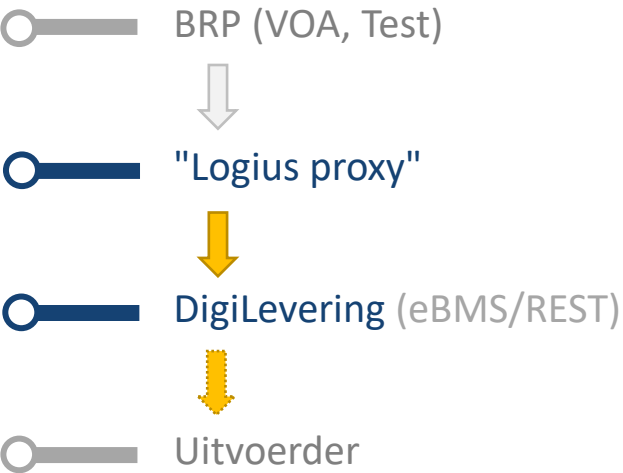 BRP (VOA, Test)
"Logius proxy"
DigiLevering (eBMS/REST)
Uitvoerder